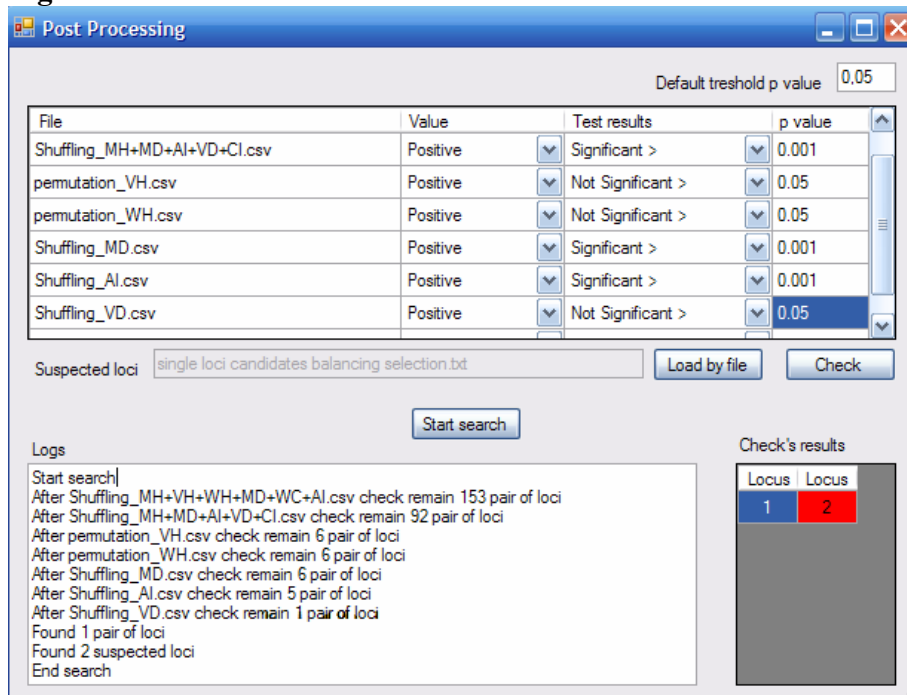 Post Processing
Default treshold p value 0,05
File Value Test results p value
Shuffling_MH+MD+AI+VD+CI.csv Positive Significant > 0.001
permutation_VH.csv Positive Not Significant > 0.05
permutation_WH.csv Positive Not Significant > 0.05
Shuffling_MD.csv Positive Significant > 0.001
Shuffling_AI.csv Positive Significant > 0.001
Shuffling_VD.csv Positive Not Significant > 0.05
Suspected loci single loci candidates balancing selection.txt Load by file Check
Start search
Logs
Start search
After Shuffling_MH+VH+WH+MD+WC+AI.csv check remain 153 pair of loci
After Shuffling_MH+MD+AI+VD+CI.csv check remain 92 pair of loci
After permutation_VH.csv check remain 6 pair of loci
After permutation_WH.csv check remain 6 pair of loci
After Shuffling_MD.csv check remain 6 pair of loci
After Shuffling_AI.csv check remain 5 pair of loci
After Shuffling_VD.csv check remain 1 pair of loci
Found 1 pair of loci
Found 2 suspected loci
End search
Check's results
Locus Locus
1 2